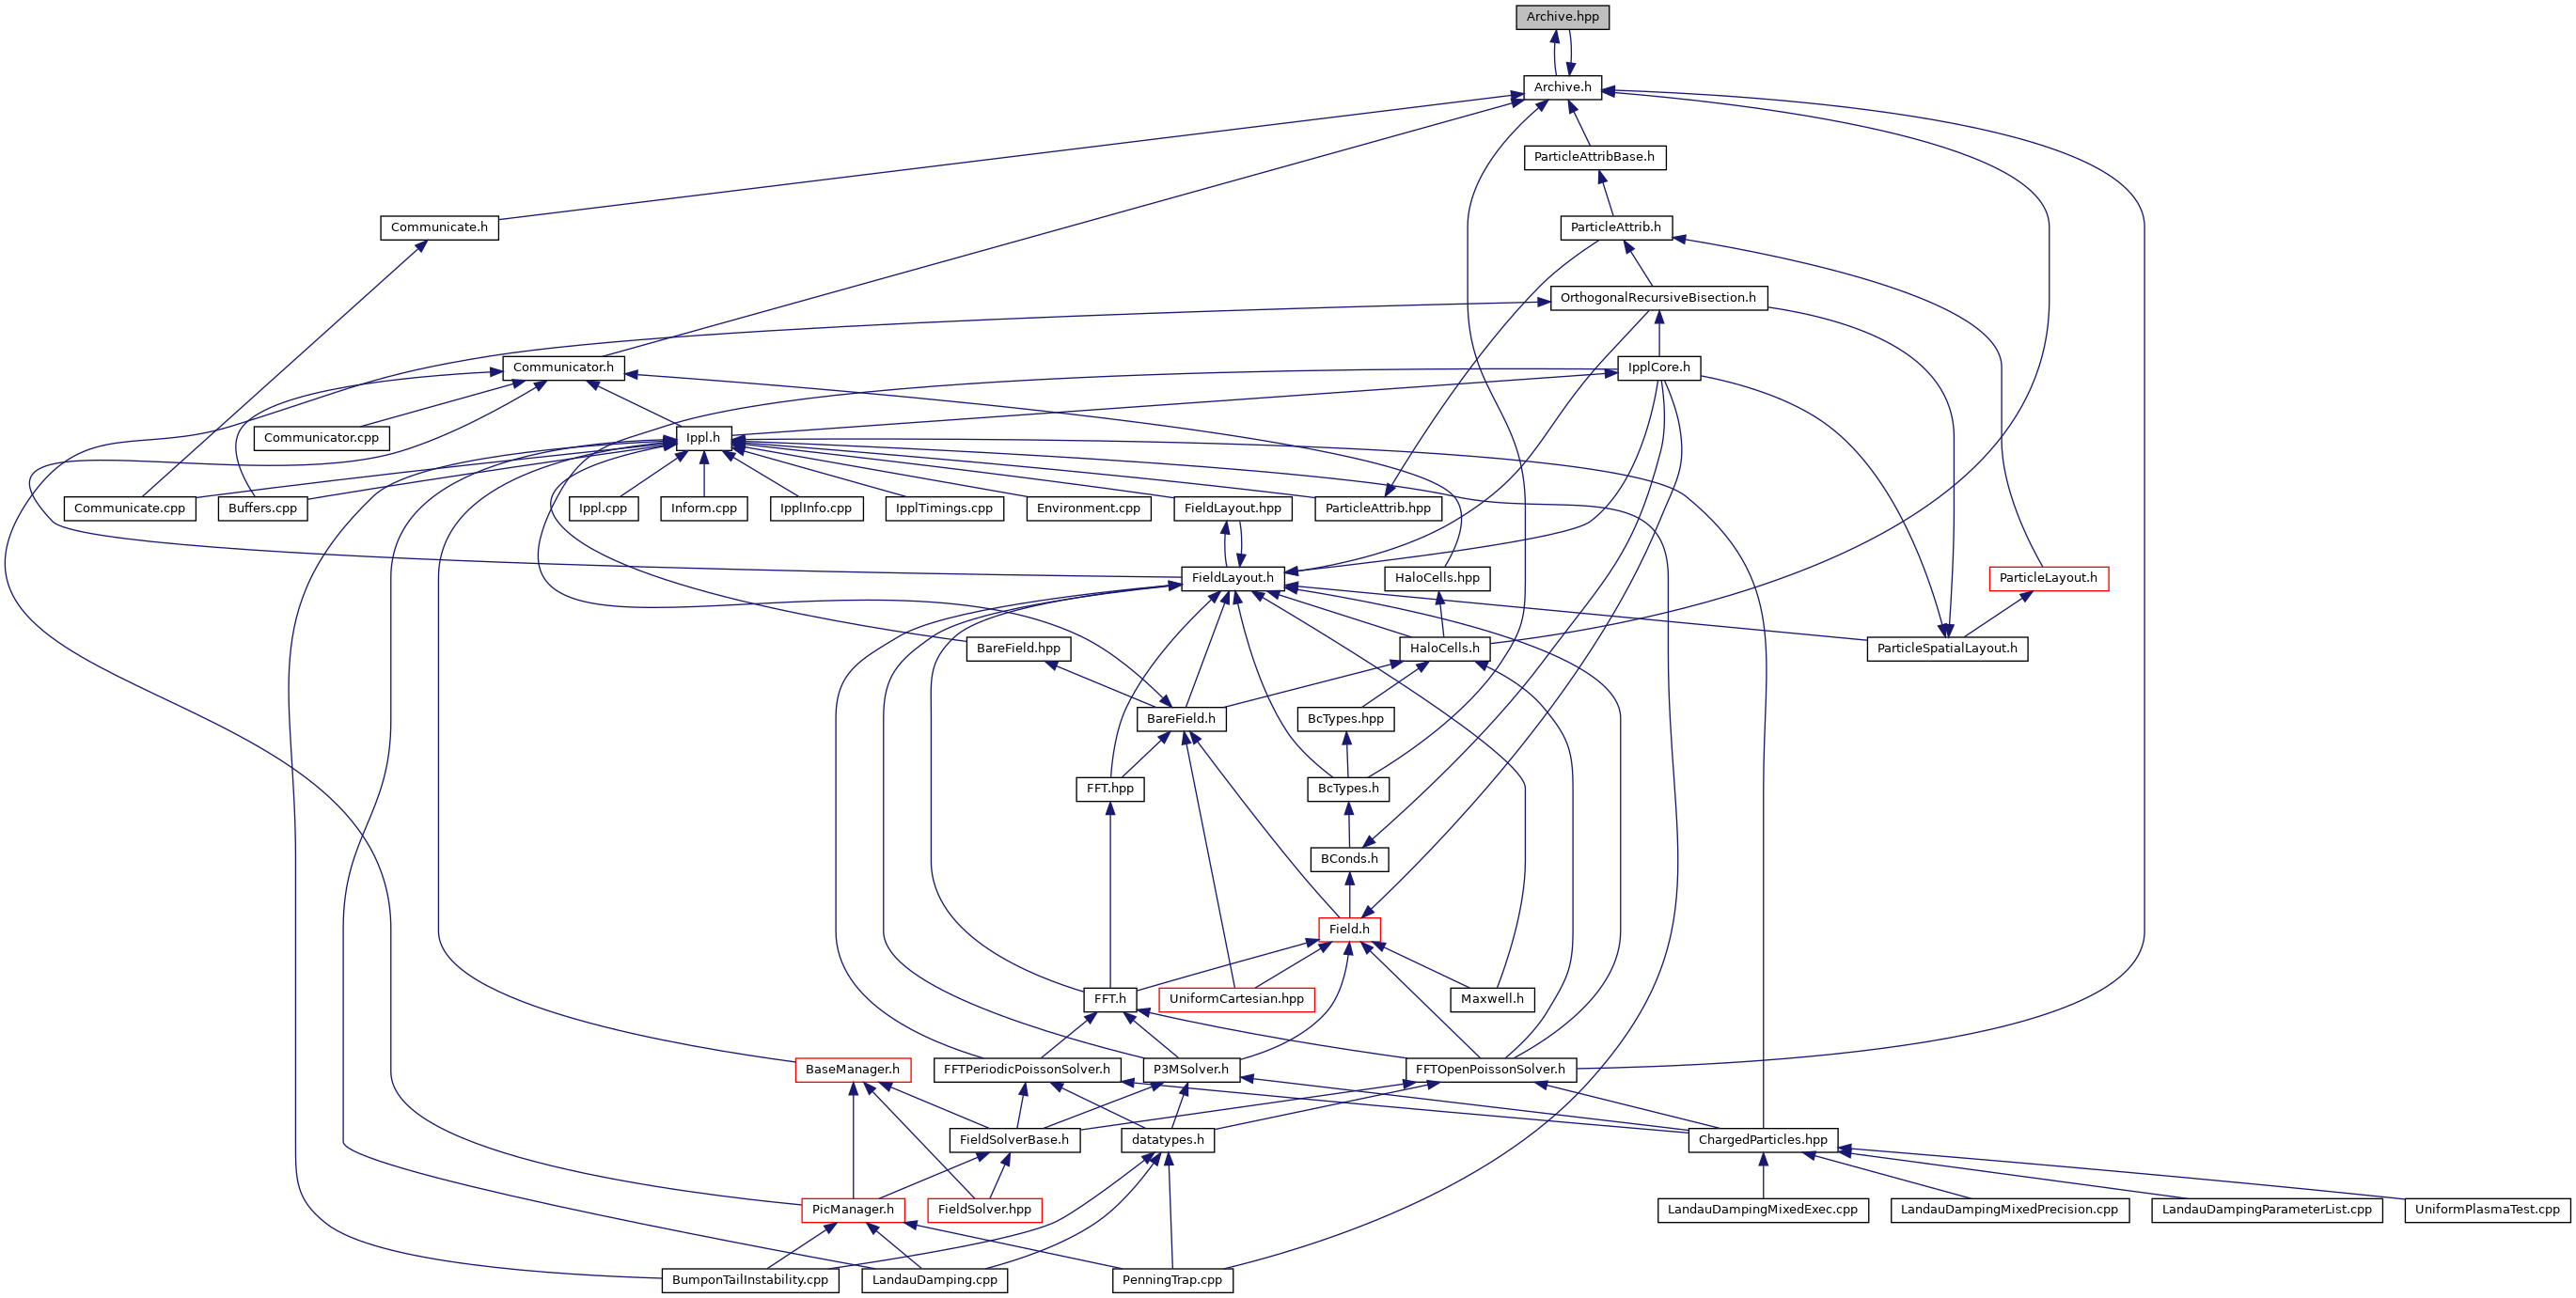 Archive.hpp
Archive.h
ParticleAttribBase.h
Communicate.h
ParticleAttrib.h
OrthogonalRecursiveBisection.h
Communicator.h
IpplCore.h
Communicator.cpp
Ippl.h
Communicate.cpp
Buffers.cpp
Ippl.cpp
Inform.cpp
IpplInfo.cpp
IpplTimings.cpp
Environment.cpp
FieldLayout.hpp
ParticleAttrib.hpp
FieldLayout.h
HaloCells.hpp
ParticleLayout.h
BareField.hpp
HaloCells.h
ParticleSpatialLayout.h
BareField.h
BcTypes.hpp
FFT.hpp
BcTypes.h
BConds.h
Field.h
FFT.h
UniformCartesian.hpp
Maxwell.h
BaseManager.h
FFTPeriodicPoissonSolver.h
P3MSolver.h
FFTOpenPoissonSolver.h
FieldSolverBase.h
datatypes.h
ChargedParticles.hpp
PicManager.h
FieldSolver.hpp
LandauDampingMixedExec.cpp
LandauDampingMixedPrecision.cpp
LandauDampingParameterList.cpp
UniformPlasmaTest.cpp
BumponTailInstability.cpp
LandauDamping.cpp
PenningTrap.cpp